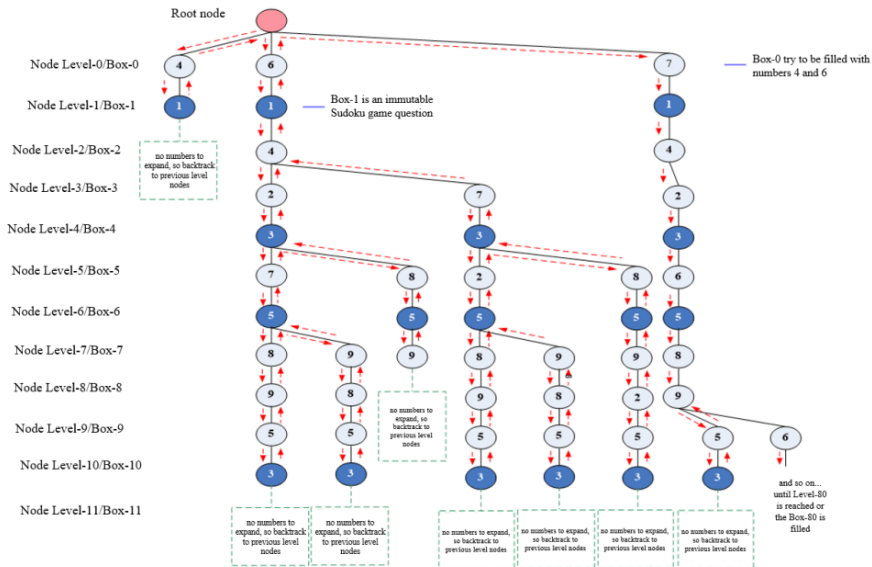 Root node
Node Level-0/Box-0
4
6
7
Box-0 try to be filled with
numbers 4 and 6
Node Level-1/Box-1
1
1
1
Box-1 is an immutable
Sudoku game question
Node Level-2/Box-2
4
4
no numbers to
expand, so backtrack
to previous level
nodes
Node Level-3/Box-3
2
7
2
Node Level-4/Box-4
3
3
3
Node Level-5/Box-5
7
8
2
8
6
Node Level-6/Box-6
5
5
5
5
5
Node Level-7/Box-7
8
9
9
8
9
9
8
Node Level-8/Box-8
9
8
9
8
2
9
no numbers to
expand, so
backtrack to
previous level
nodes
Node Level-9/Box-9
5
5
5
5
5
5
6
Node Level-10/Box-10
3
3
3
3
3
3
and so on...
until Level-80
is reached or
the Box-80 is
filled
Node Level-11/Box-11
no numbers to
expand, so backtrack
to previous level
nodes
no numbers to
expand, so backtrack
to previous level
nodes
no numbers to expand,
so backtrack to
previous level nodes
no numbers to expand,
so backtrack to
previous level nodes
no numbers to expand,
so backtrack to
previous level nodes
no numbers to expand,
so backtrack to
previous level nodes